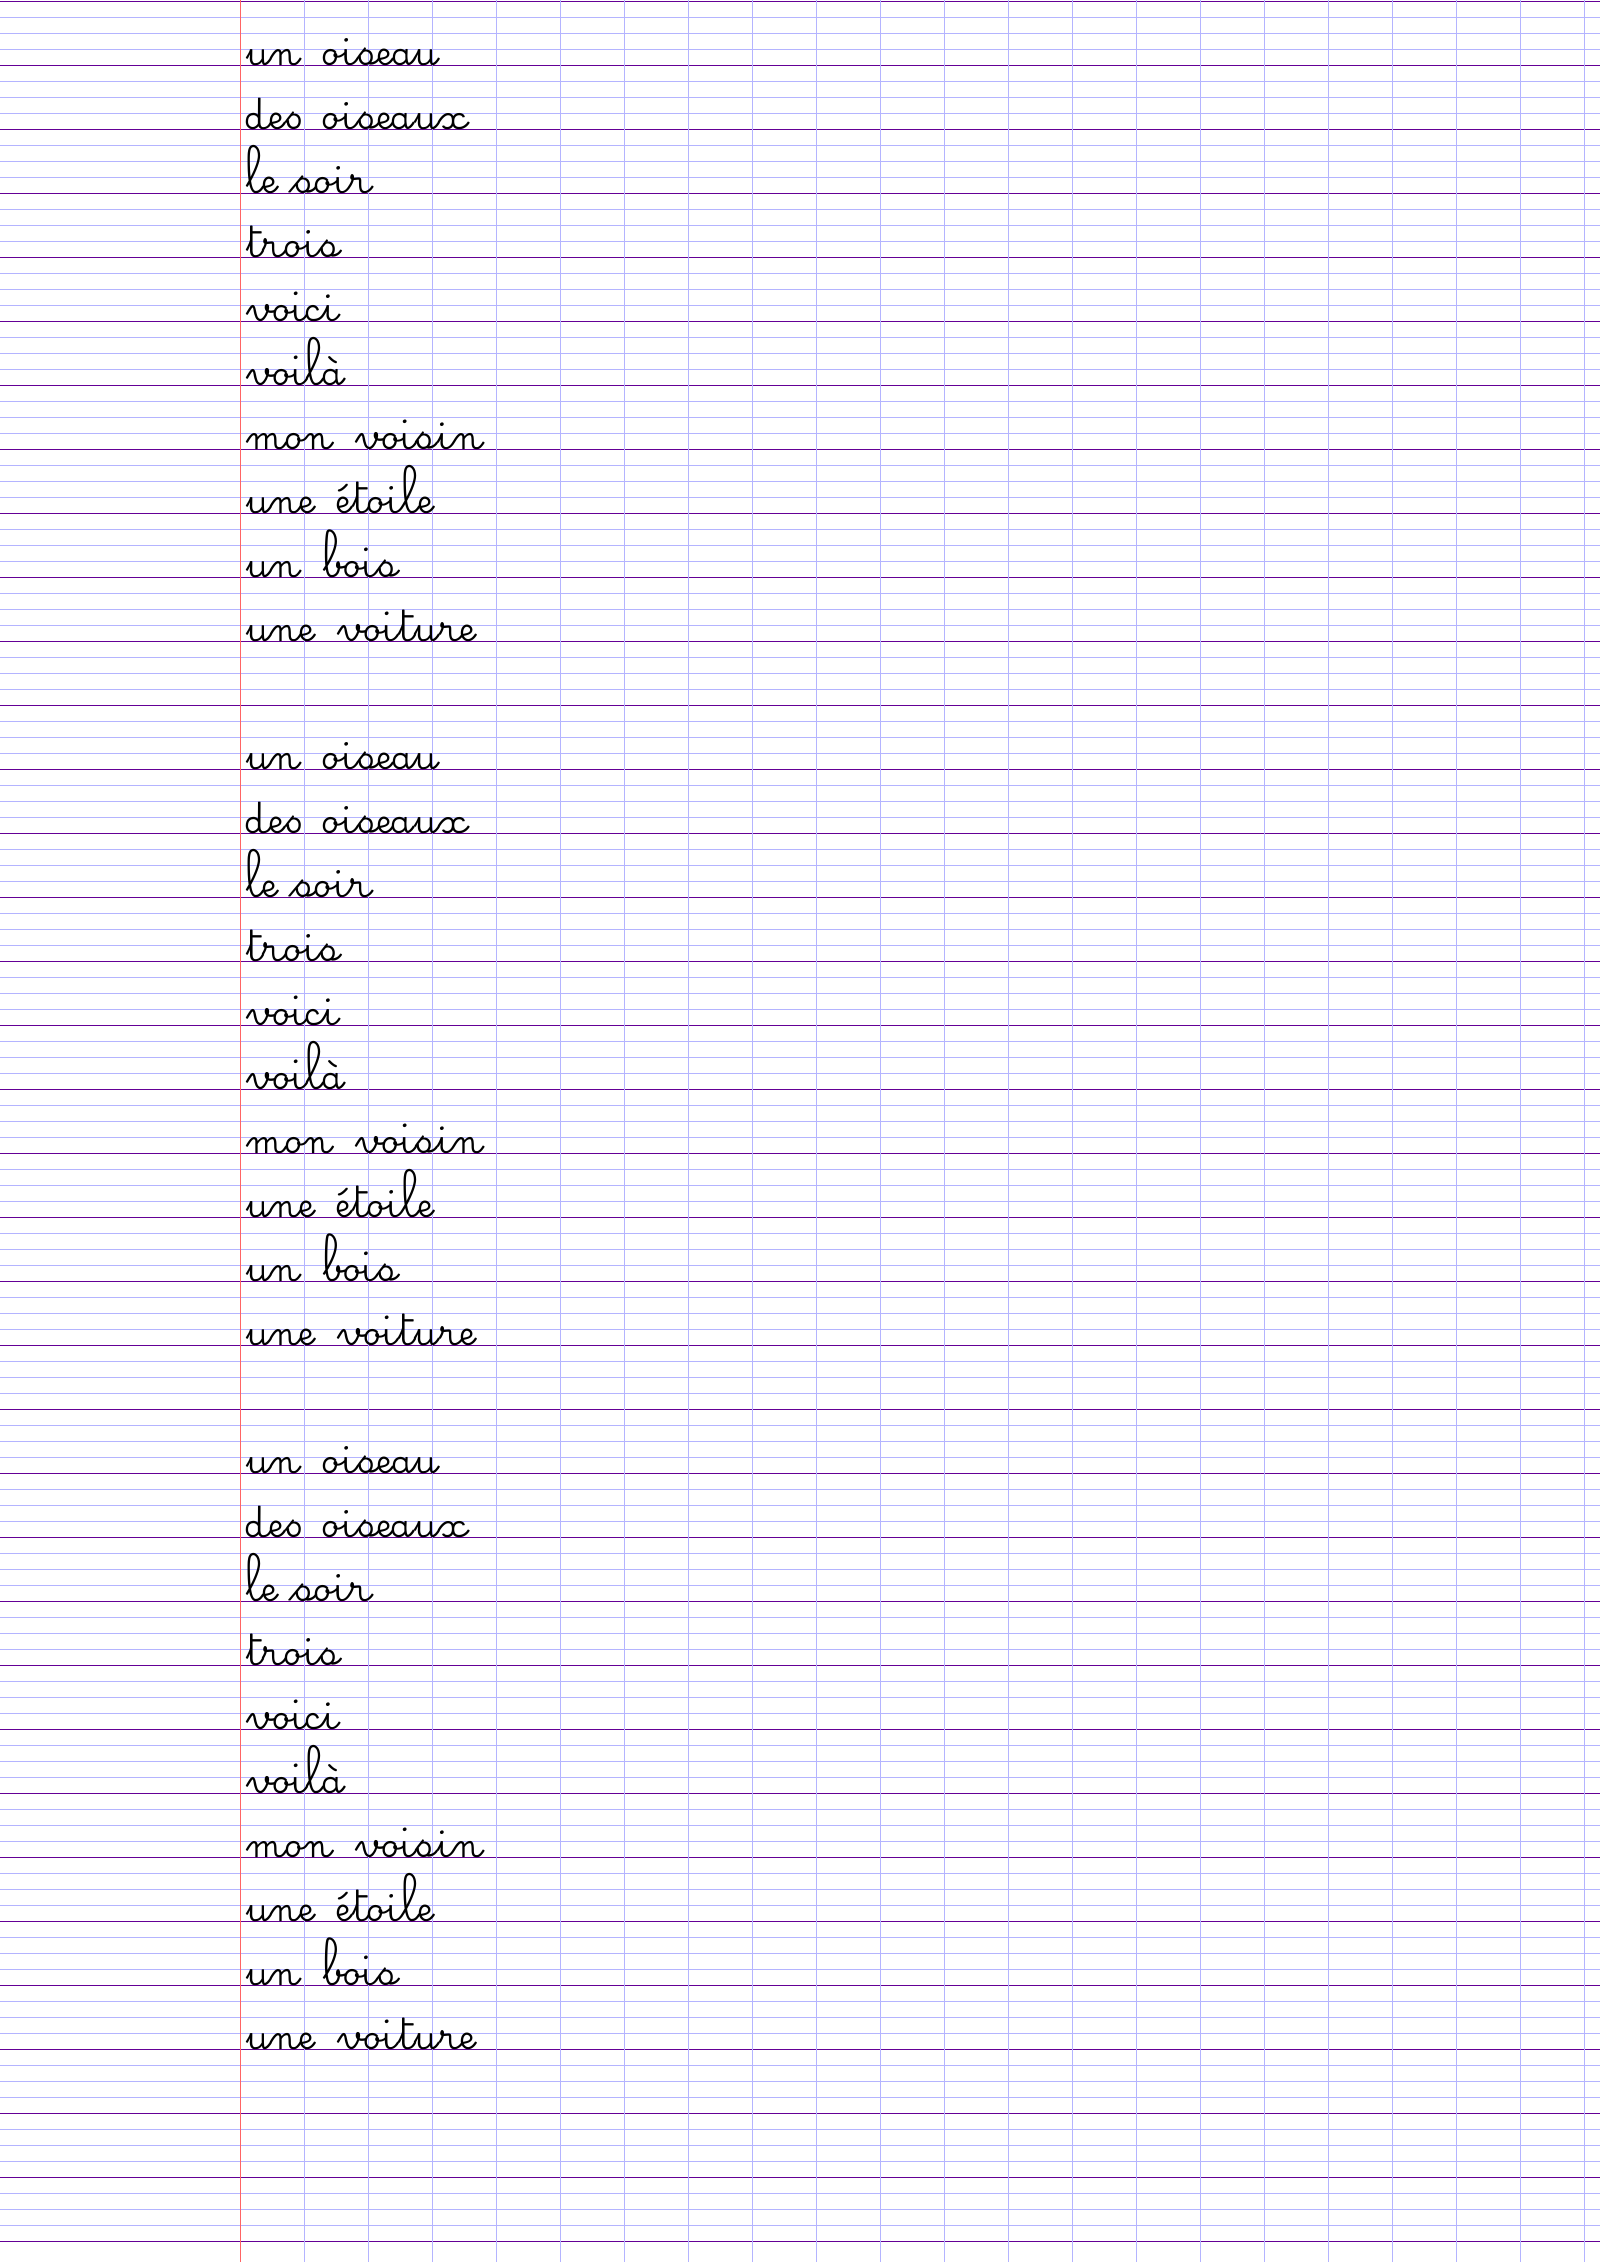 un oiseau
des oiseaux
le soir
trois
voici
voilà
mon voisin
une étoile
un bois
une voiture
un oiseau
des oiseaux
le soir
trois
voici
voilà
mon voisin
une étoile
un bois
une voiture
un oiseau
des oiseaux
le soir
trois
voici
voilà
mon voisin
une étoile
un bois
une voiture